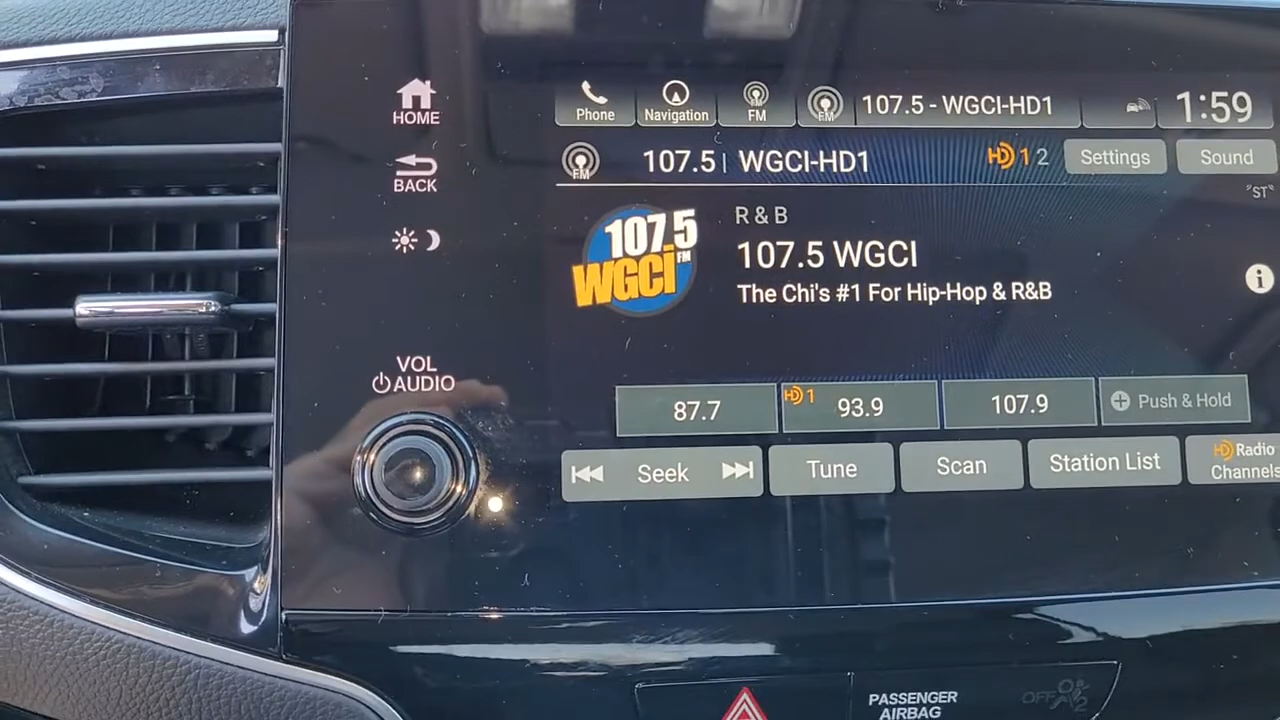 HOME
BACK
VOL
AUDIO
Phone
Navigation
FM
FM
107.5 - WGCI-HD1
1:59
FM
107.5 | WGCI-HD1
HD 1 2
Settings
Sound
"ST"
107.5
WGCI FM
R & B
107.5 WGCI
The Chi's #1 For Hip-Hop & R&B
i
87.7
HD 1 93.9
107.9
+ Push & Hold
Seek
Tune
Scan
Station List
HD Radio
Channels
PASSENGER
AIRBAG
OFF
2